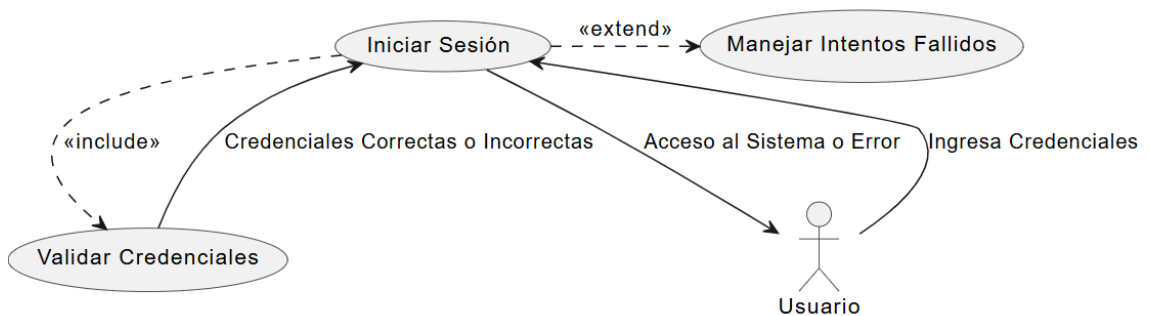 Iniciar Sesión
«extend»
Manejar Intentos Fallidos
«include»
Credenciales Correctas o Incorrectas
Acceso al Sistema o Error
Ingresa Credenciales
Validar Credenciales
Usuario